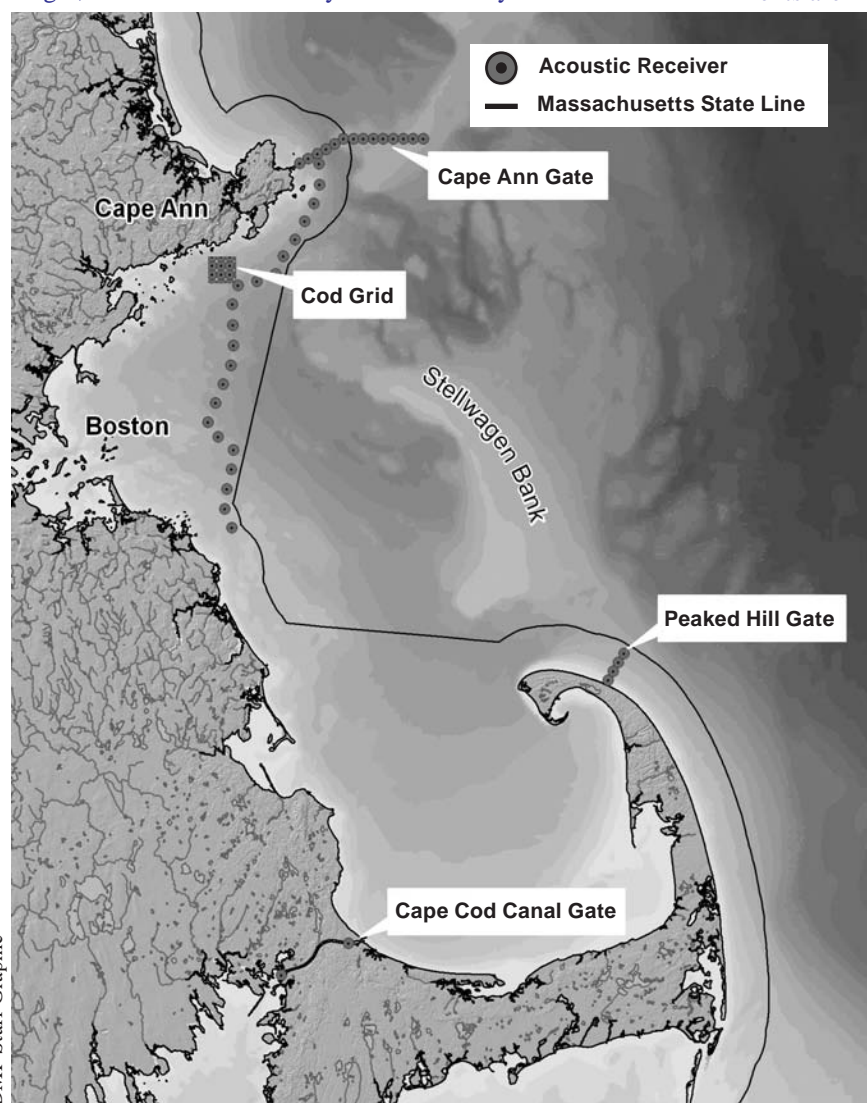 Acoustic Receiver
Massachusetts State Line
Cape Ann Gate
Cape Ann
Cod Grid
Stellwagen Bank
Boston
Peaked Hill Gate
Cape Cod Canal Gate